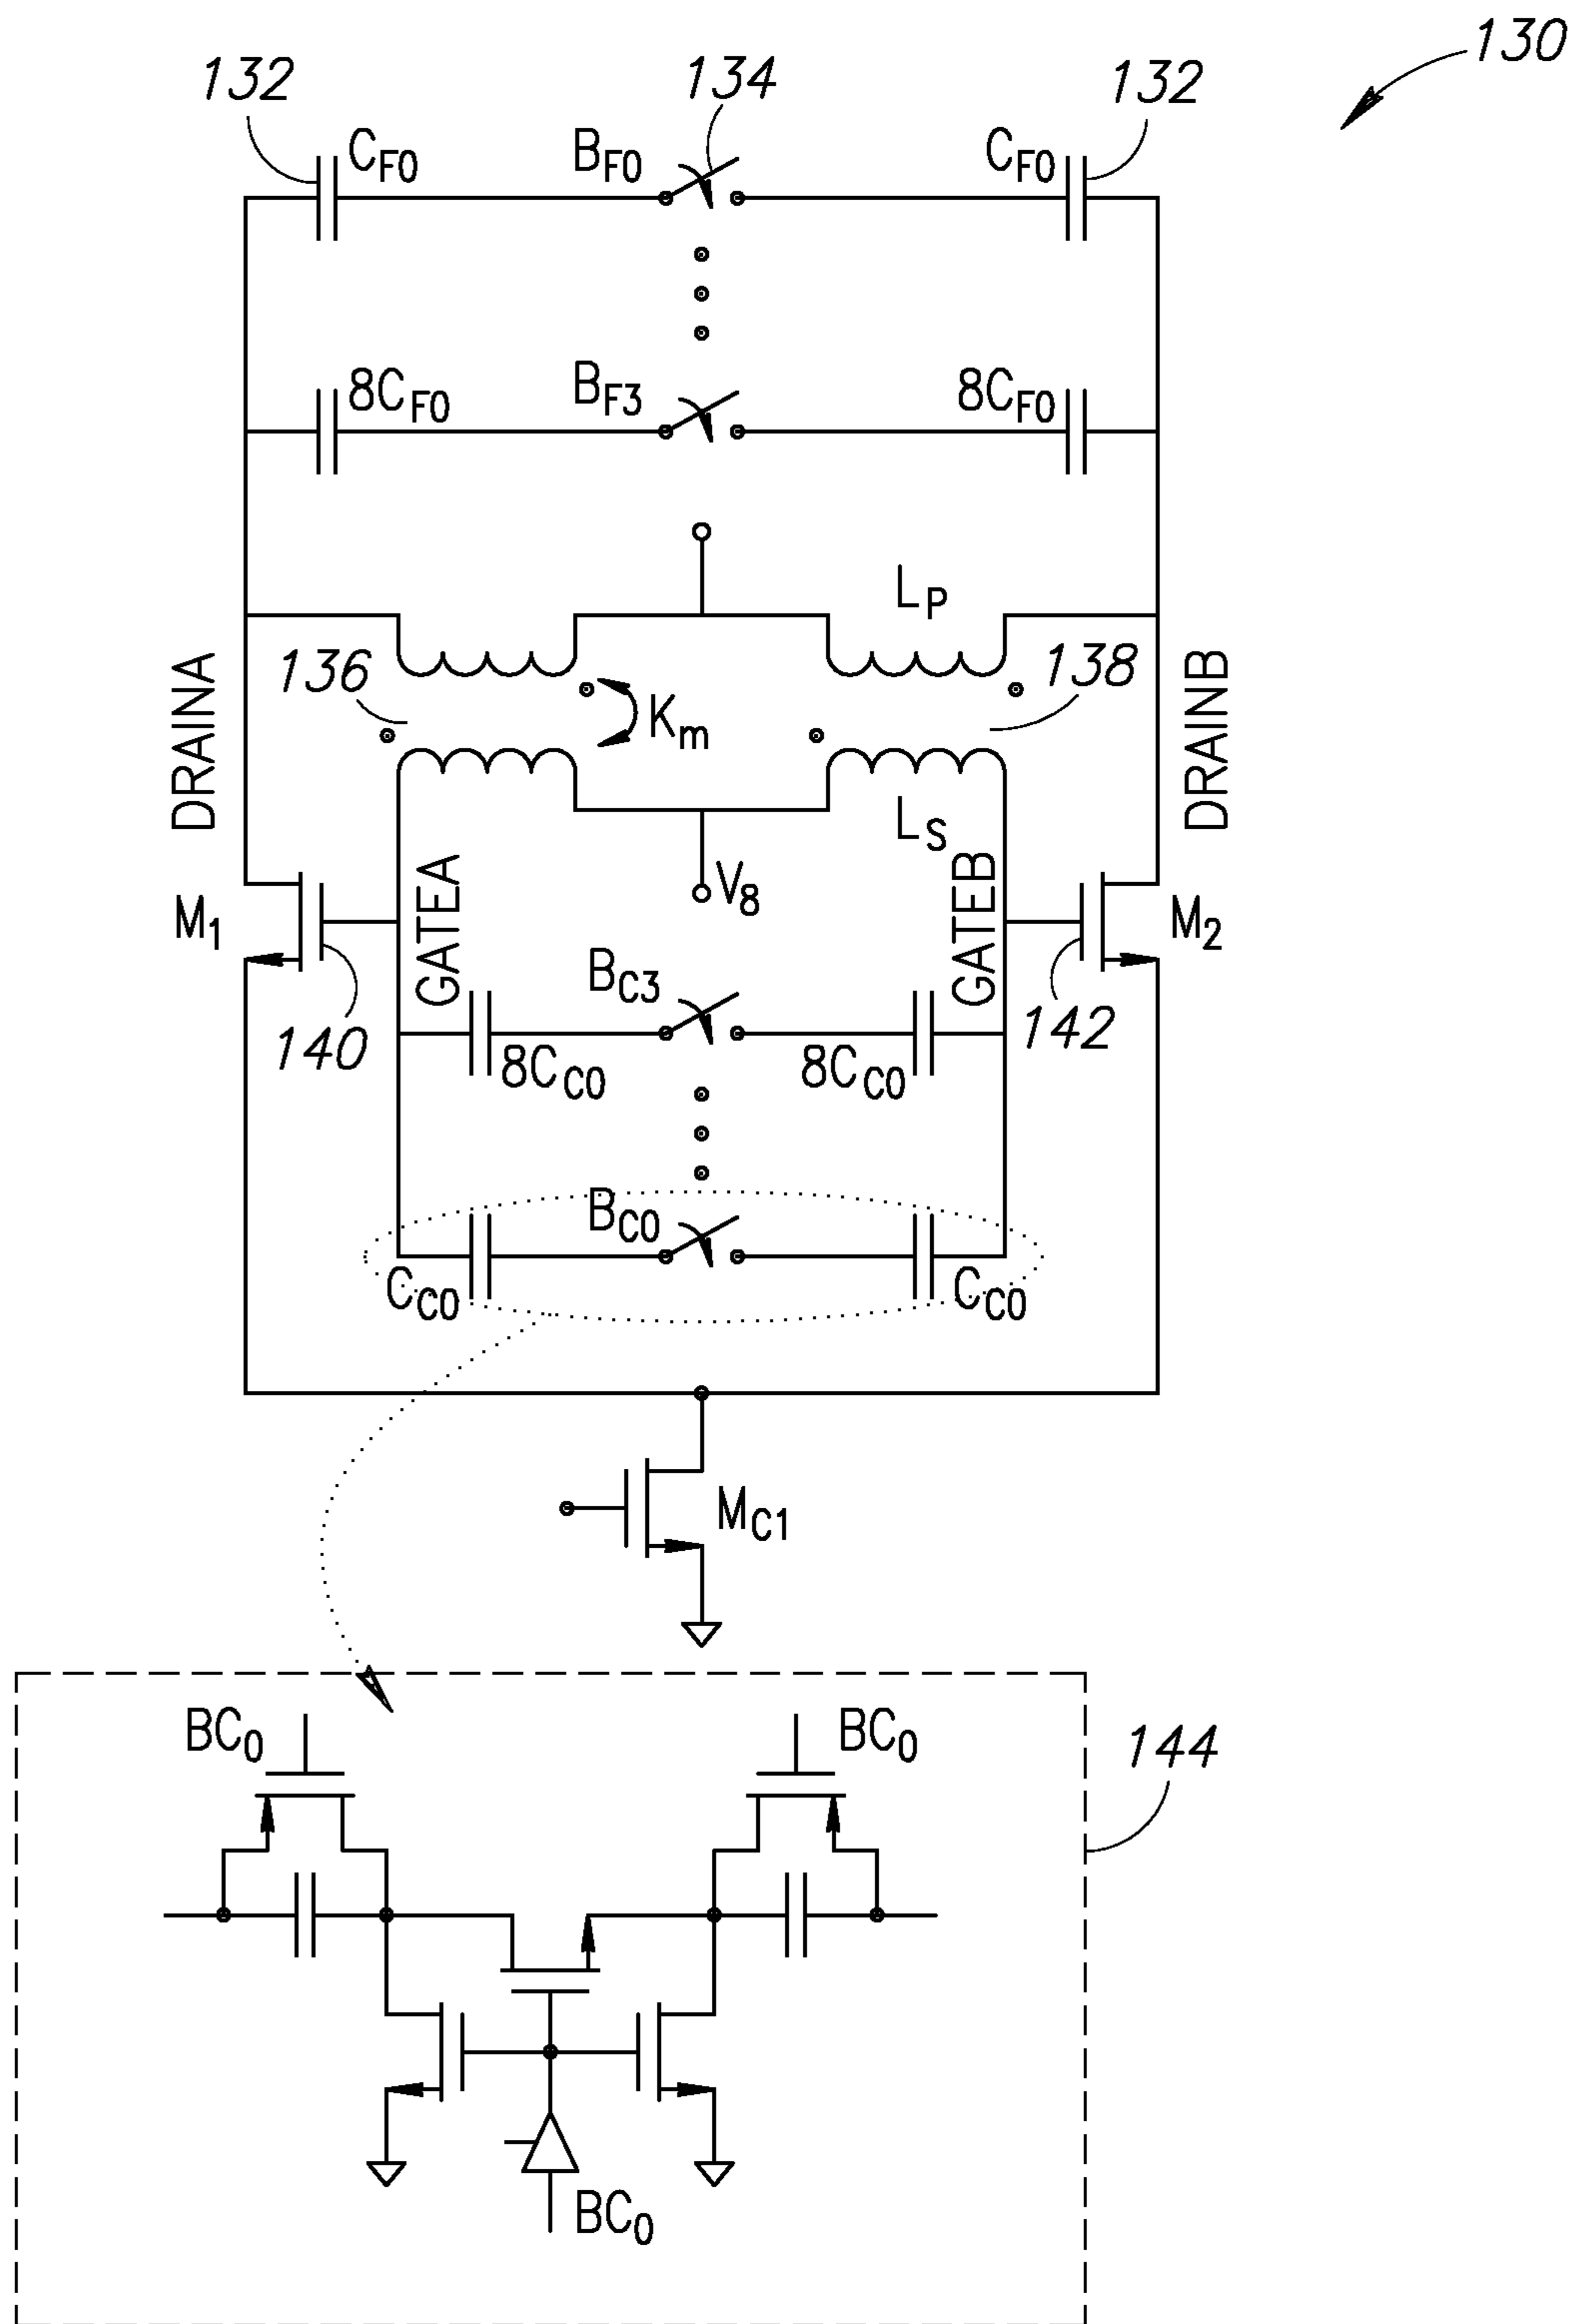 130
132
134
132
CF0
BF0
CF0
8CF0
BF3
8CF0
LP
136
138
Km
DRAINA
DRAINB
LS
V8
GATEA
GATEB
M1
M2
BC3
140
142
8CC0
8CC0
BC0
CC0
CC0
MC1
BC0
BC0
144
BC0